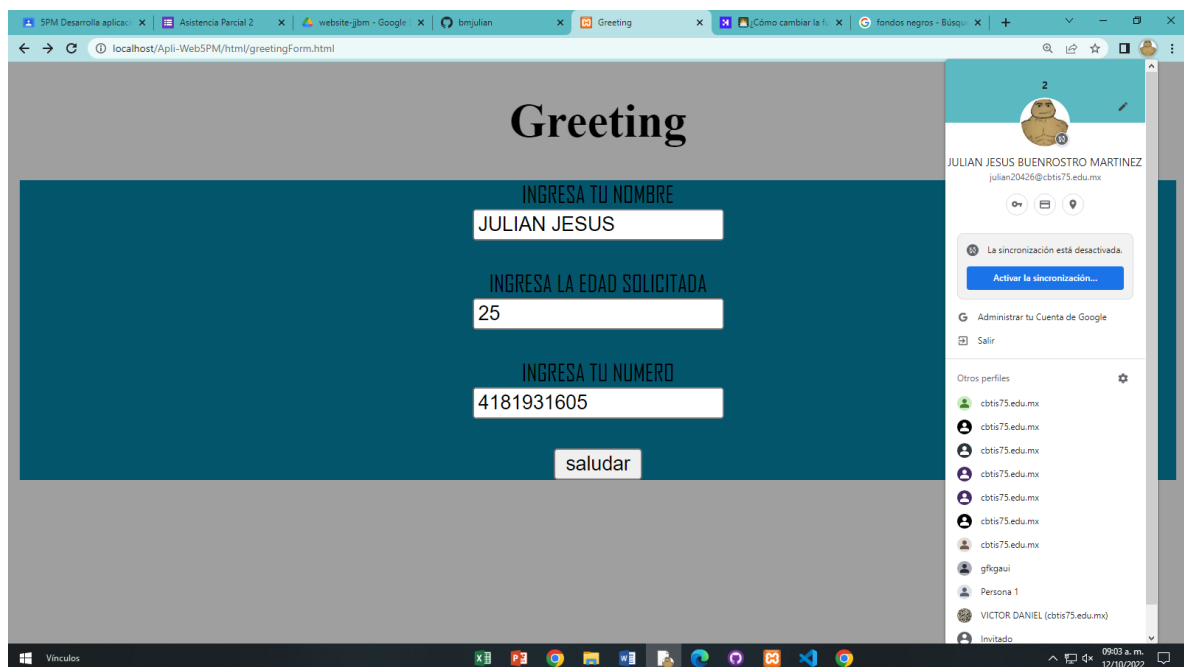 5PM Desarrolla aplicac
Asistencia Parcial 2
website-jjbm - Google
bmjulian
Greeting
¿Cómo cambiar la fu
fondos negros - Búsqu
localhost/Apli-Web5PM/html/greetingForm.html
Greeting
INGRESA TU NOMBRE
JULIAN JESUS
INGRESA LA EDAD SOLICITADA
25
INGRESA TU NUMERO
4181931605
saludar
2
JULIAN JESUS BUENROSTRO MARTINEZ
julian20426@cbtis75.edu.mx
La sincronización está desactivada.
Activar la sincronización...
Administrar tu Cuenta de Google
Salir
Otros perfiles
cbtis75.edu.mx
cbtis75.edu.mx
cbtis75.edu.mx
cbtis75.edu.mx
cbtis75.edu.mx
cbtis75.edu.mx
cbtis75.edu.mx
gfkgaui
Persona 1
VICTOR DANIEL (cbtis75.edu.mx)
Invitado
Vínculos
09:03 a. m.
12/10/2022